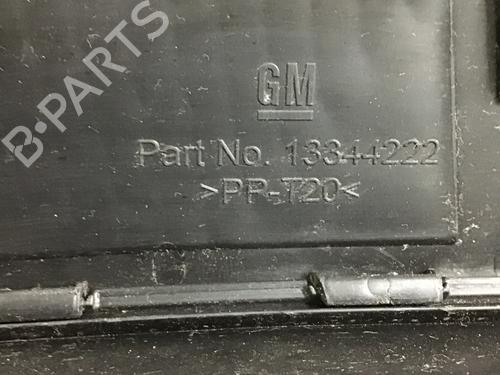 B-PARTS
GM
Part No. 13344222
>PP-T20<